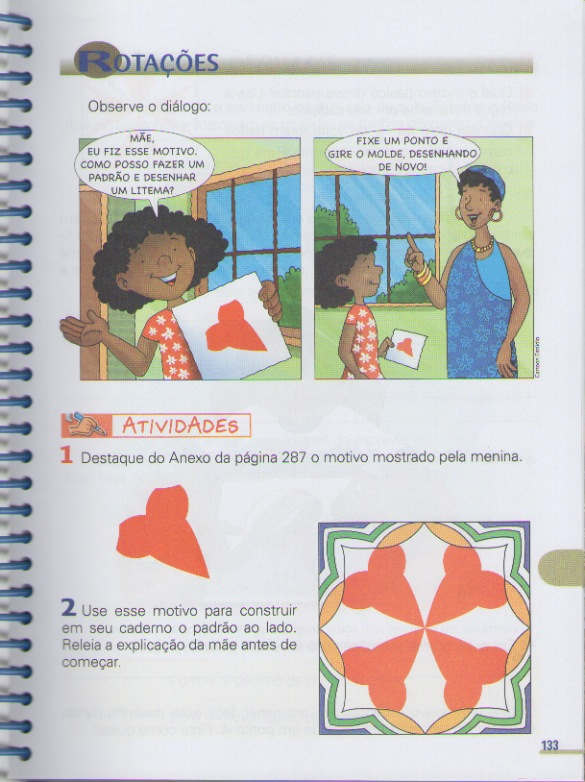 ROTAÇÕES
Observe o diálogo:
MÃE,
EU FIZ ESSE MOTIVO.
COMO POSSO FAZER UM
PADRÃO E DESENHAR
UM LITEMA?
FIXE UM PONTO E
GIRE O MOLDE, DESENHANDO
DE NOVO!
Cartoon Estúdio
ATIVIDADES
1 Destaque do Anexo da página 287 o motivo mostrado pela menina.
2 Use esse motivo para construir
em seu caderno o padrão ao lado.
Releia a explicação da mãe antes de
começar.
133